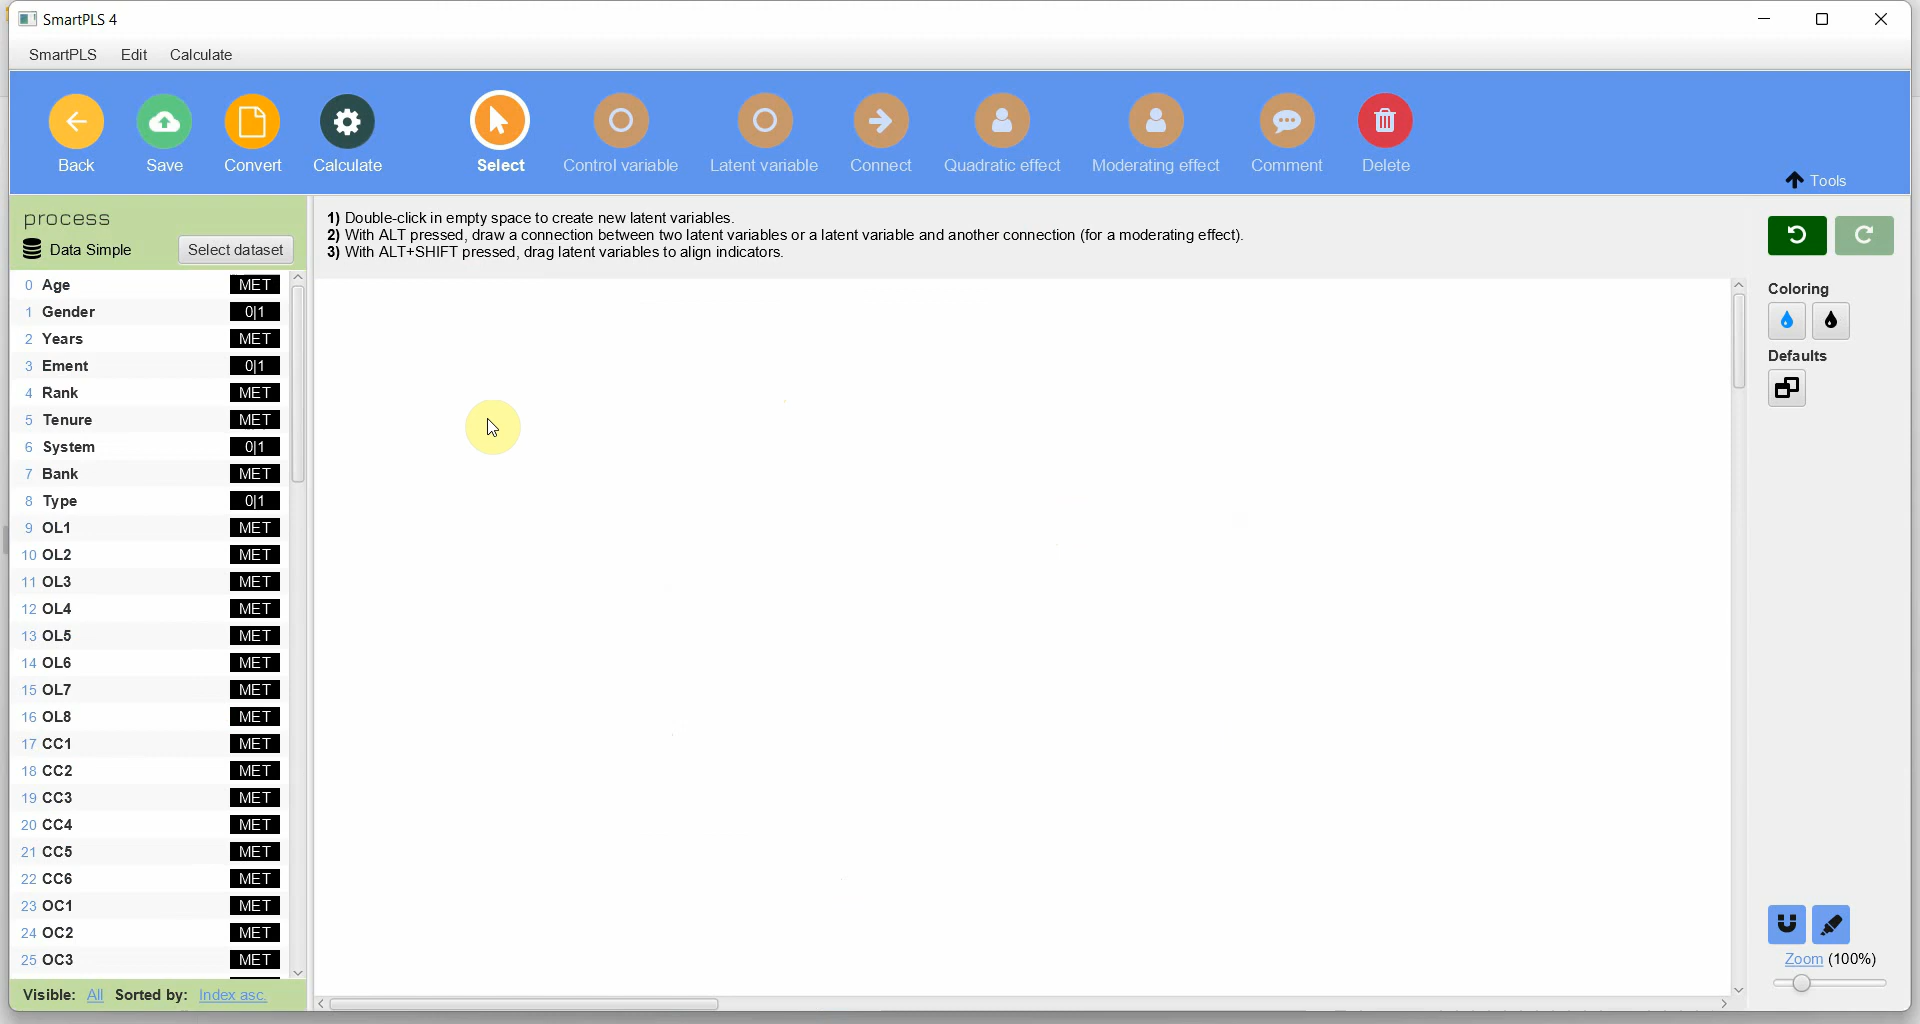 SmartPLS 4
SmartPLS Edit Calculate
Back Save Convert Calculate Select Control variable Latent variable Connect Quadratic effect Moderating effect Comment Delete
Tools
process
Data Simple Select dataset
1) Double-click in empty space to create new latent variables.
2) With ALT pressed, draw a connection between two latent variables or a latent variable and another connection (for a moderating effect).
3) With ALT+SHIFT pressed, drag latent variables to align indicators.
0 Age MET
1 Gender 0|1
2 Years MET
3 Ement 0|1
4 Rank MET
5 Tenure MET
6 System 0|1
7 Bank MET
8 Type 0|1
9 OL1 MET
10 OL2 MET
11 OL3 MET
12 OL4 MET
13 OL5 MET
14 OL6 MET
15 OL7 MET
16 OL8 MET
17 CC1 MET
18 CC2 MET
19 CC3 MET
20 CC4 MET
21 CC5 MET
22 CC6 MET
23 OC1 MET
24 OC2 MET
25 OC3 MET
Visible: All Sorted by: Index asc.
Coloring
Defaults
Zoom (100%)